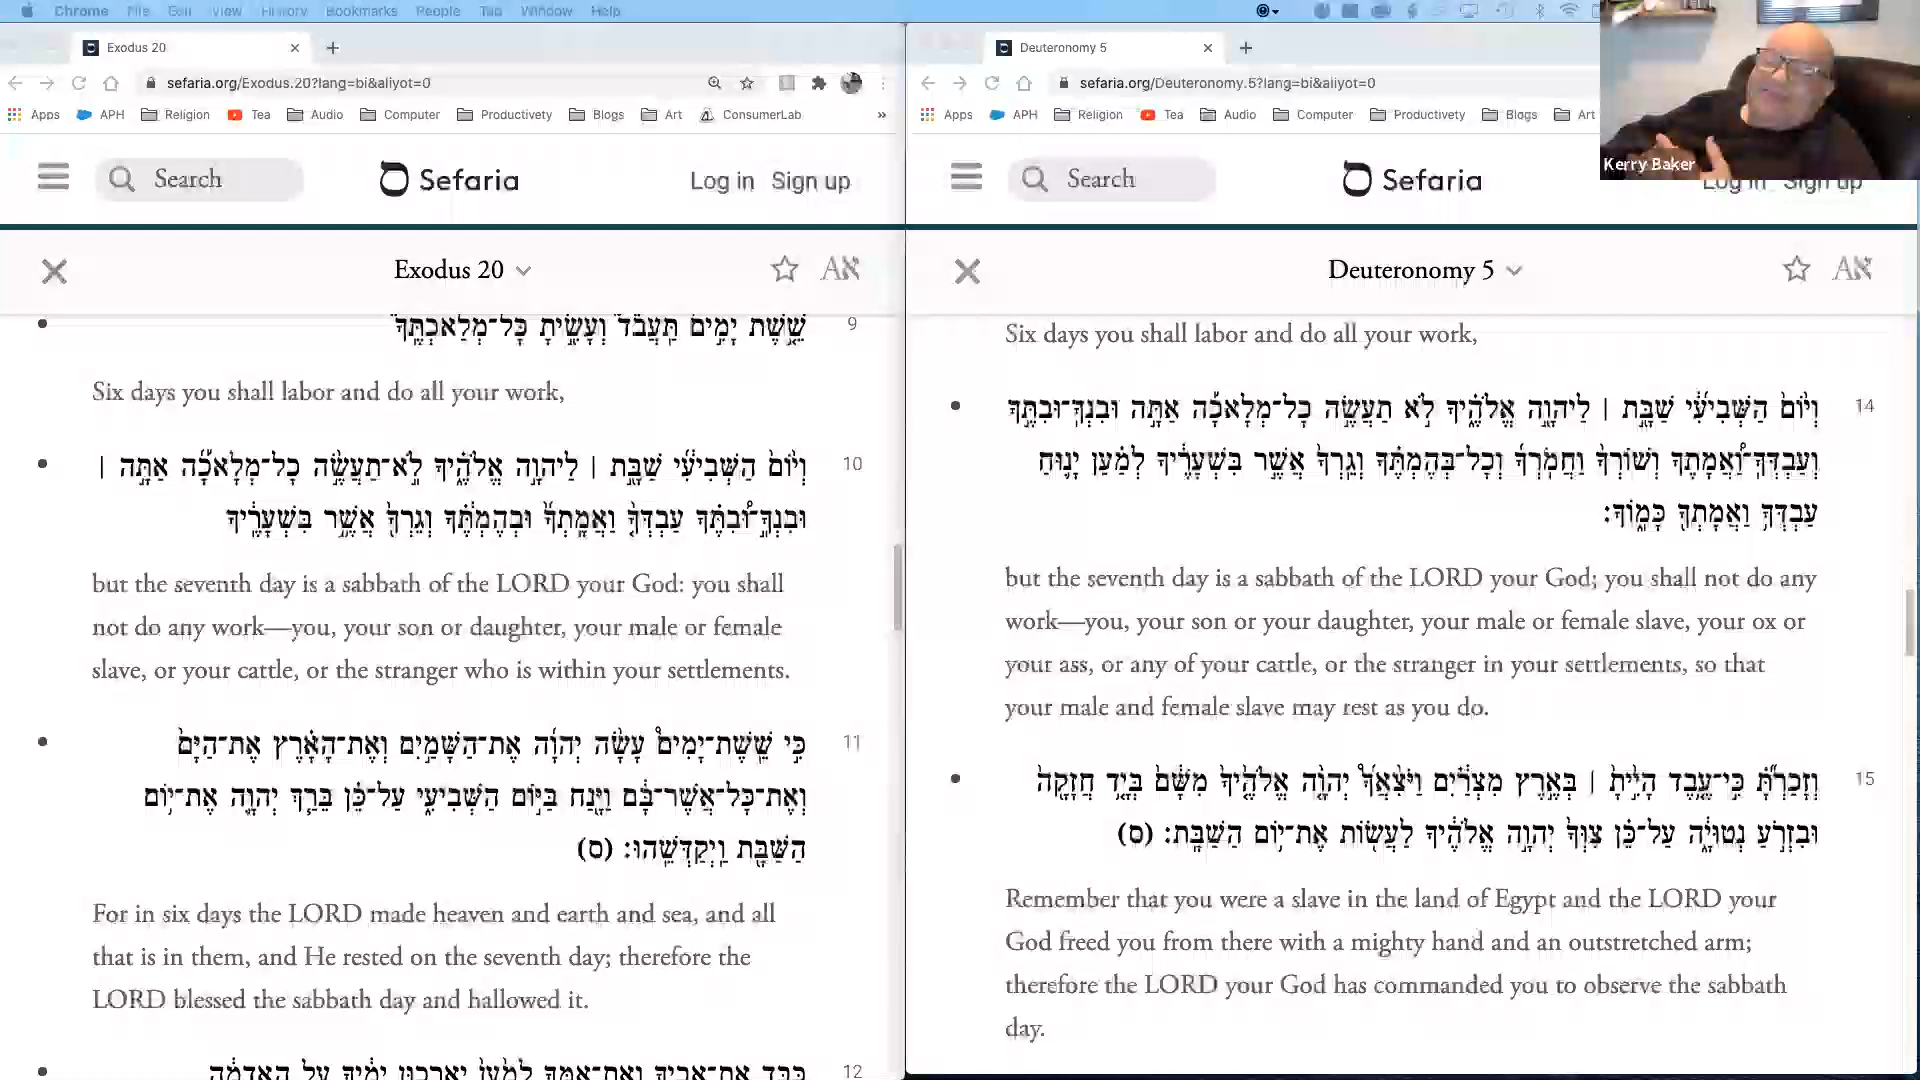 Chrome File Edit View History Bookmarks People Tab Window Help
Exodus 20
sefaria.org/Exodus.20?lang=bi&aliyot=0
Apps APH Religion Tea Audio Computer Productivity Blogs Art ConsumerLab »
Search
Sefaria
Log in Sign up
Exodus 20
שֵׁ֤שֶׁת יָמִים֙ תַּֽעֲבֹ֔ד וְעָשִׂ֖יתָ כׇּל־מְלַאכְתֶּֽךָ 9
Six days you shall labor and do all your work,
וְי֨וֹם הַשְּׁבִיעִ֜י שַׁבָּ֣ת ׀ לַיהוָ֣ה אֱלֹהֶ֗יךָ לֹֽא־תַעֲשֶׂ֣ה כָל־מְלָאכָ֡ה אַתָּ֣ה ׀ 10
וּבִנְךָֽ־וּ֠בִתֶּ֠ךָ עַבְדְּךָ֨ וַאֲמָֽתְךָ֜ וּבְהֶמְתֶּ֗ךָ וְגֵרְךָ֙ אֲשֶׁ֣ר בִּשְׁעָרֶ֔יךָ
but the seventh day is a sabbath of the LORD your God: you shall
not do any work—you, your son or daughter, your male or female
slave, or your cattle, or the stranger who is within your settlements.
כִּ֣י שֵֽׁשֶׁת־יָמִים֩ עָשָׂ֨ה יְהוָ֜ה אֶת־הַשָּׁמַ֣יִם וְאֶת־הָאָ֗רֶץ אֶת־הַיָּם֙ 11
וְאֶת־כָּל־אֲשֶׁר־בָּ֔ם וַיָּ֖נַח בַּיּ֣וֹם הַשְּׁבִיעִ֑י עַל־כֵּ֗ן בֵּרַ֧ךְ יְהוָ֛ה אֶת־י֥וֹם
הַשַּׁבָּ֖ת וַֽיְקַדְּשֵֽׁהוּ׃ (ס)
For in six days the LORD made heaven and earth and sea, and all
that is in them, and He rested on the seventh day; therefore the
LORD blessed the sabbath day and hallowed it.
כַּבֵּ֥ד אֶת־אָבִ֖יךָ וְאֶת־אִמֶּ֑ךָ לְמַ֙עַן֙ יַאֲרִכ֣וּן יָמֶ֔יךָ עַ֚ל הָאֲדָמָ֔ה 12
Deuteronomy 5
sefaria.org/Deuteronomy.5?lang=bi&aliyot=0
Apps APH Religion Tea Audio Computer Productivity Blogs Art
Kerry Baker
Search
Sefaria
Log in Sign up
Deuteronomy 5
Six days you shall labor and do all your work,
וְי֨וֹם הַשְּׁבִיעִ֜י שַׁבָּ֣ת ׀ לַיהוָ֣ה אֱלֹהֶ֗יךָ לֹ֣א תַעֲשֶׂ֣ה כָל־מְלָאכָ֡ה אַתָּ֣ה וּבִנְךָֽ־וּבִתֶּ֣ךָ 14
וְעַבְדְּךָֽ־וַ֠אֲמָתֶ֠ךָ וְשׁוֹרְךָ֨ וַחֲמֹֽרְךָ֜ וְכָל־בְּהֶמְתֶּ֗ךָ וְגֵֽרְךָ֙ אֲשֶׁ֣ר בִּשְׁעָרֶ֔יךָ לְמַ֗עַן יָנ֛וּחַ
עַבְדְּךָ֥ וַאֲמָתְךָ֖ כָּמֽוֹךָ׃
but the seventh day is a sabbath of the LORD your God; you shall not do any
work—you, your son or your daughter, your male or female slave, your ox or
your ass, or any of your cattle, or the stranger in your settlements, so that
your male and female slave may rest as you do.
וְזָכַרְתָּ֞ כִּ֣י־עֶ֥בֶד הָיִ֣יתָ ׀ בְּאֶ֣רֶץ מִצְרַ֗יִם וַיֹּצִ֨אֲךָ֜ יְהוָ֤ה אֱלֹהֶ֙יךָ֙ מִשָּׁ֔ם בְּיָ֤ד חֲזָקָה֙ 15
וּבִזְרֹ֣עַ נְטוּיָ֔ה עַל־כֵּ֗ן צִוְּךָ֙ יְהוָ֣ה אֱלֹהֶ֔יךָ לַעֲשׂ֖וֹת אֶת־י֥וֹם הַשַּׁבָּֽת׃ (ס)
Remember that you were a slave in the land of Egypt and the LORD your
God freed you from there with a mighty hand and an outstretched arm;
therefore the LORD your God has commanded you to observe the sabbath
day.